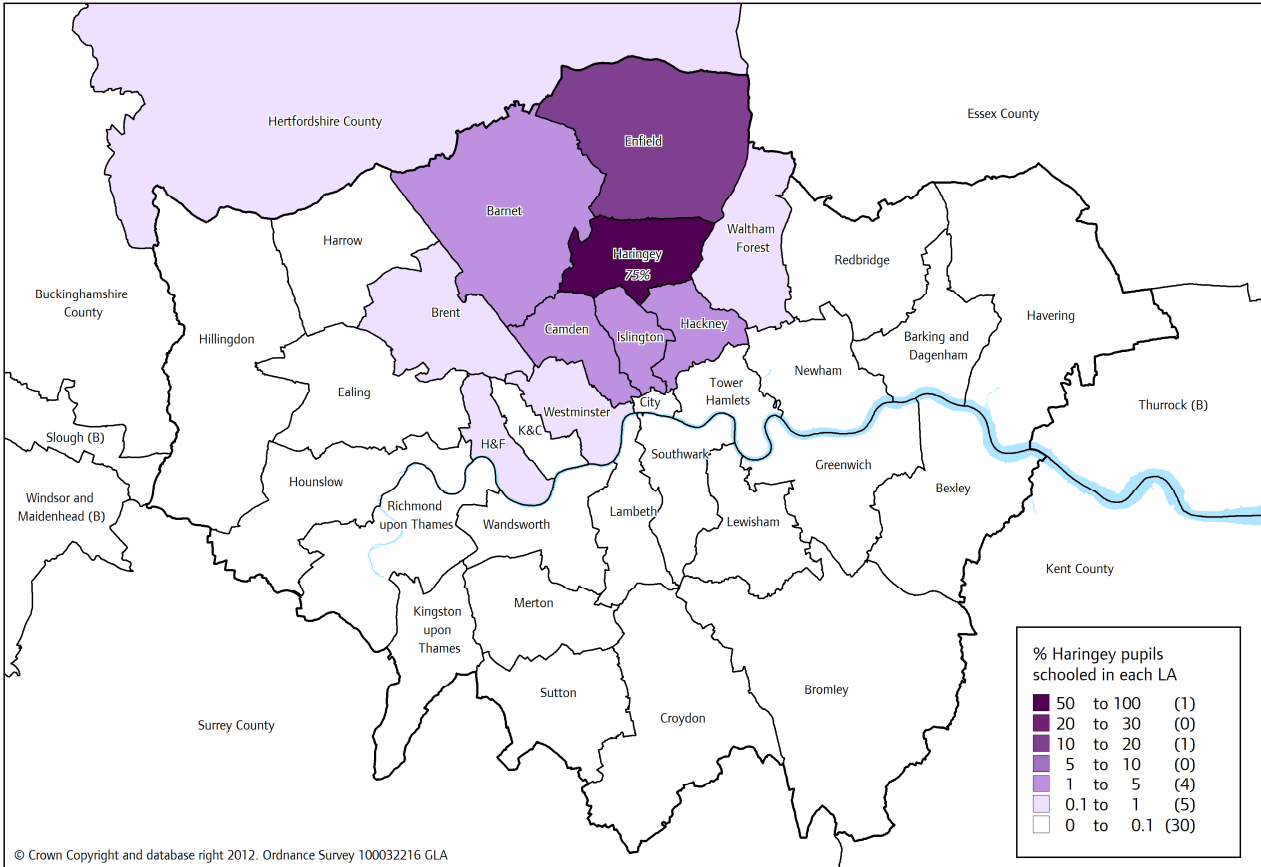 Hertfordshire County
Essex County
Enfield
Barnet
Harrow
Waltham
Forest
Haringey
75%
Redbridge
Buckinghamshire
County
Hillingdon
Brent
Camden
Islington
Hackney
Havering
Barking and
Dagenham
Newham
Ealing
Tower
Hamlets
City
Westminster
Thurrock (B)
Slough (B)
H&F
K&C
Southwark
Greenwich
Hounslow
Bexley
Windsor and
Maidenhead (B)
Richmond
upon Thames
Wandsworth
Lambeth
Lewisham
Kent County
Merton
Kingston
upon
Thames
Sutton
Bromley
Croydon
Surrey County
% Haringey pupils
schooled in each LA
50 to 100 (1)
20 to 30 (0)
10 to 20 (1)
5 to 10 (0)
1 to 5 (4)
0.1 to 1 (5)
0 to 0.1 (30)
© Crown Copyright and database right 2012. Ordnance Survey 100032216 GLA